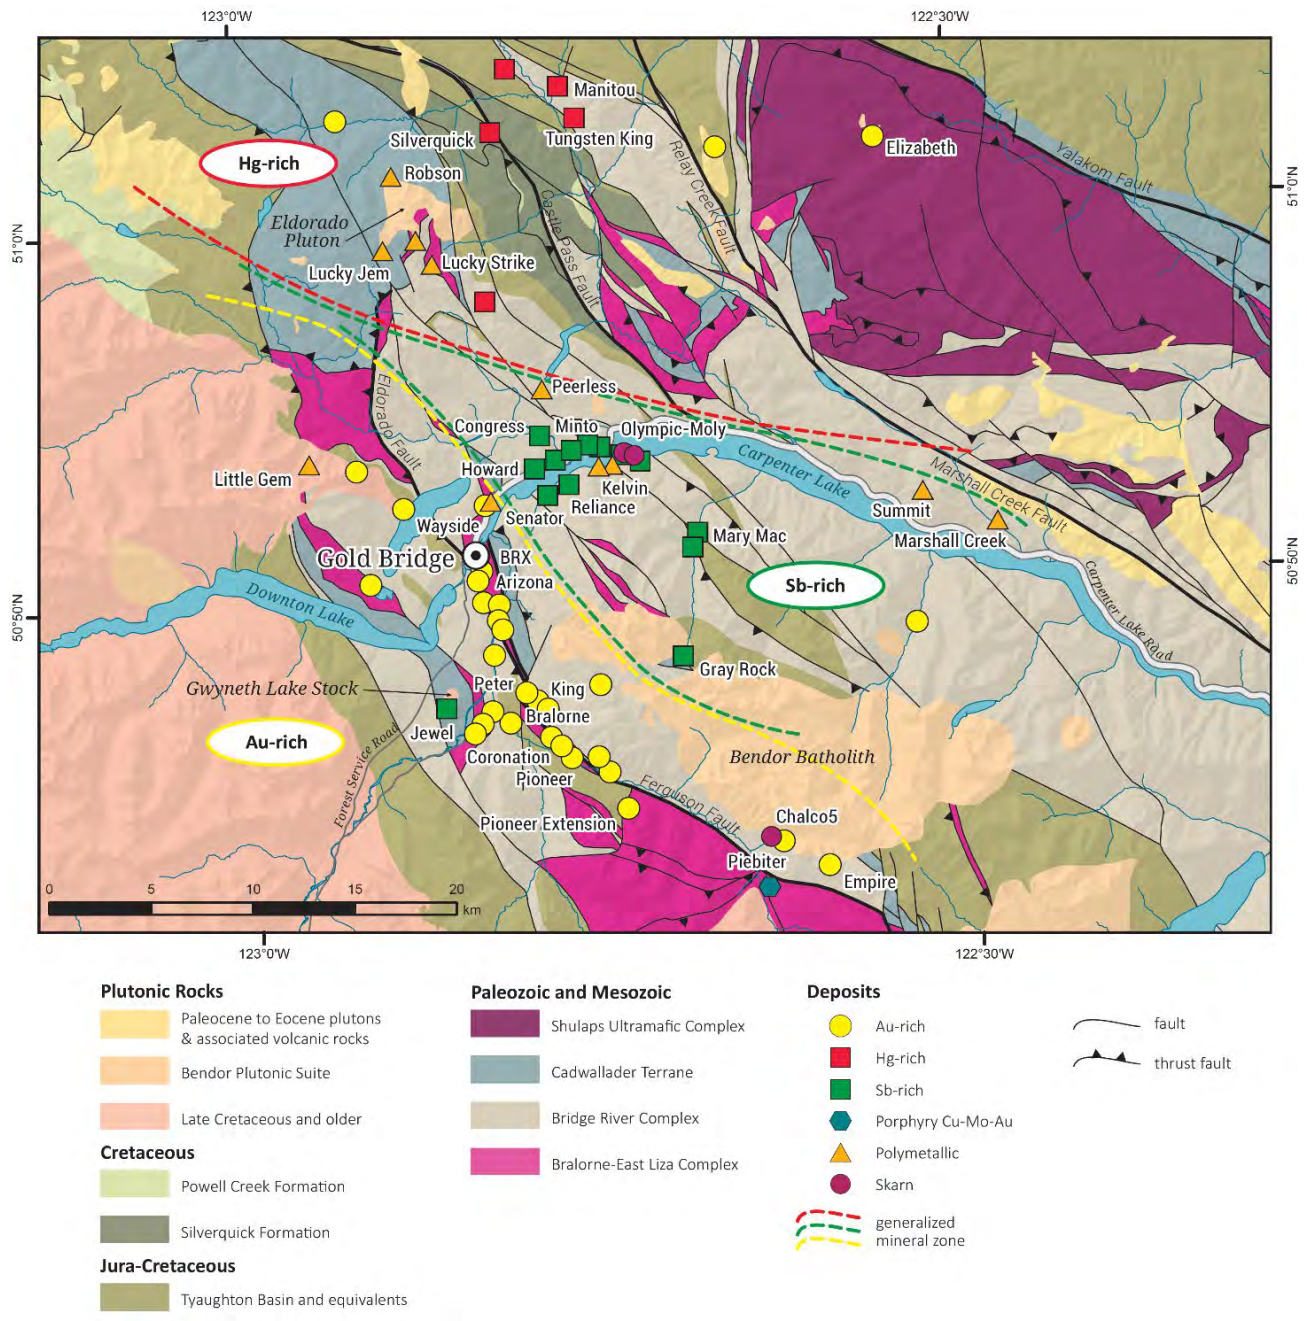 123°0'W
122°30'W
Manitou
Silverquick
Tungsten King
Elizabeth
Yalakom Fault
Hg-rich
Relay Creek Fault
51°0'N
Robson
Castle Pass Fault
Eldorado
Pluton
51°0'N
Lucky Jem
Lucky Strike
Eldorado Fault
Peerless
Congress
Minto
Olympic-Moly
Carpenter Lake
Howard
Little Gem
Kelvin
Marshall Creek Fault
Reliance
Summit
Wayside
Senator
Mary Mac
Marshall Creek
Gold Bridge
BRX
50°50'N
Arizona
Sb-rich
Carpenter Lake Road
Downton Lake
50°50'N
Gray Rock
Gwyneth Lake Stock
Peter
King
Jewel
Bralorne
Au-rich
Forest Service Road
Coronation
Bendor Batholith
Pioneer
Ferguson Fault
Pioneer Extension
Chalco5
Piebiter
Empire
0 5 10 15 20
km
123°0'W
122°30'W
Plutonic Rocks
Paleocene to Eocene plutons
& associated volcanic rocks
Bendor Plutonic Suite
Late Cretaceous and older
Cretaceous
Powell Creek Formation
Silverquick Formation
Jura-Cretaceous
Tyaughton Basin and equivalents
Paleozoic and Mesozoic
Shulaps Ultramafic Complex
Cadwallader Terrane
Bridge River Complex
Bralorne-East Liza Complex
Deposits
Au-rich
Hg-rich
Sb-rich
Porphyry Cu-Mo-Au
Polymetallic
Skarn
generalized
mineral zone
fault
thrust fault